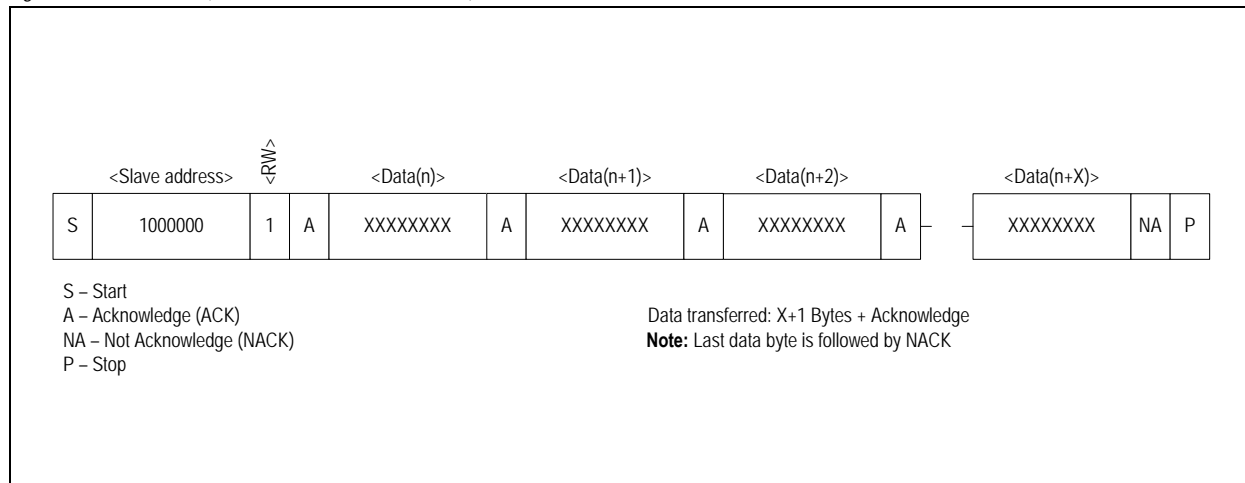 <RW>
<Slave address> <Data(n)> <Data(n+1)> <Data(n+2)> <Data(n+X)>
S 1000000 1 A XXXXXXXX A XXXXXXXX A XXXXXXXX A – – XXXXXXXX NA P
S – Start
A – Acknowledge (ACK)
NA – Not Acknowledge (NACK)
P – Stop
Data transferred: X+1 Bytes + Acknowledge
Note: Last data byte is followed by NACK